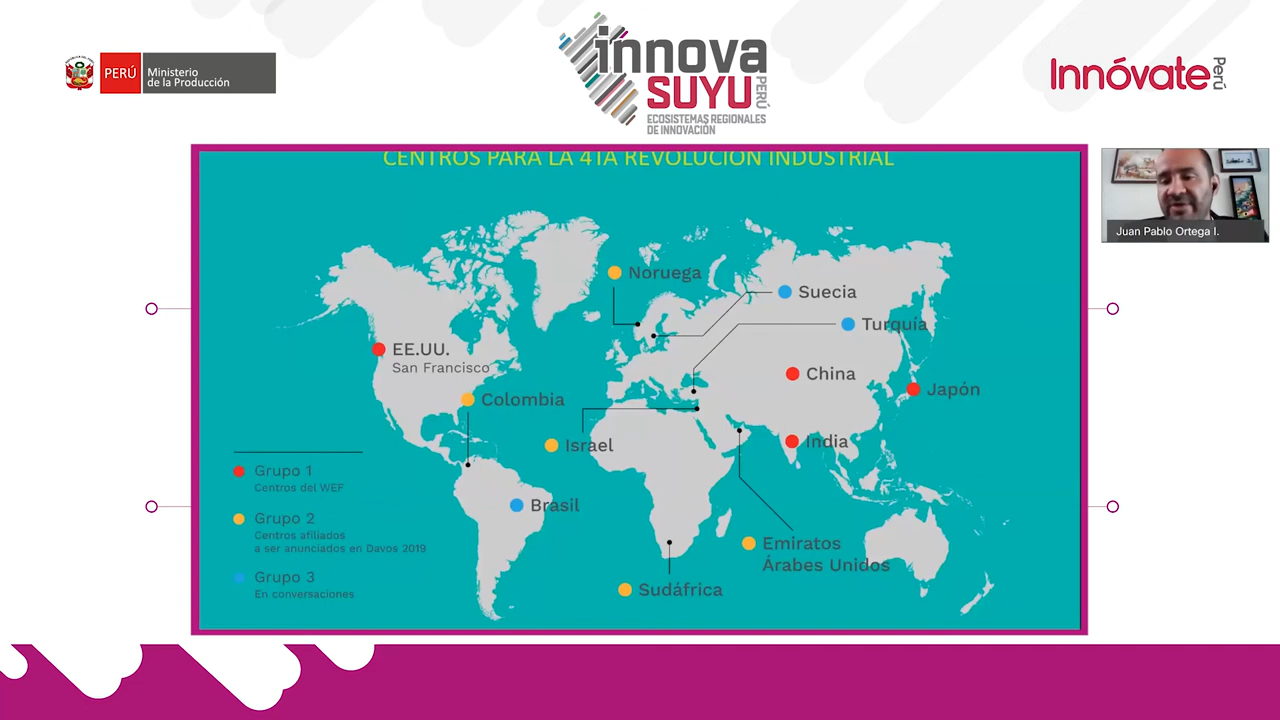 PERÚ
Ministerio
de la Producción
innova
SUYU
PERÚ
ECOSISTEMAS REGIONALES
DE INNOVACIÓN
Innóvate
Perú
CENTROS PARA LA 4TA REVOLUCIÓN INDUSTRIAL
Juan Pablo Ortega I.
Noruega
Suecia
Turquía
EE.UU.
San Francisco
China
Japón
Colombia
Israel
India
Grupo 1
Centros del WEF
Brasil
Grupo 2
Centros afiliados
a ser anunciados en Davos 2019
Emiratos
Árabes Unidos
Grupo 3
En conversaciones
Sudáfrica